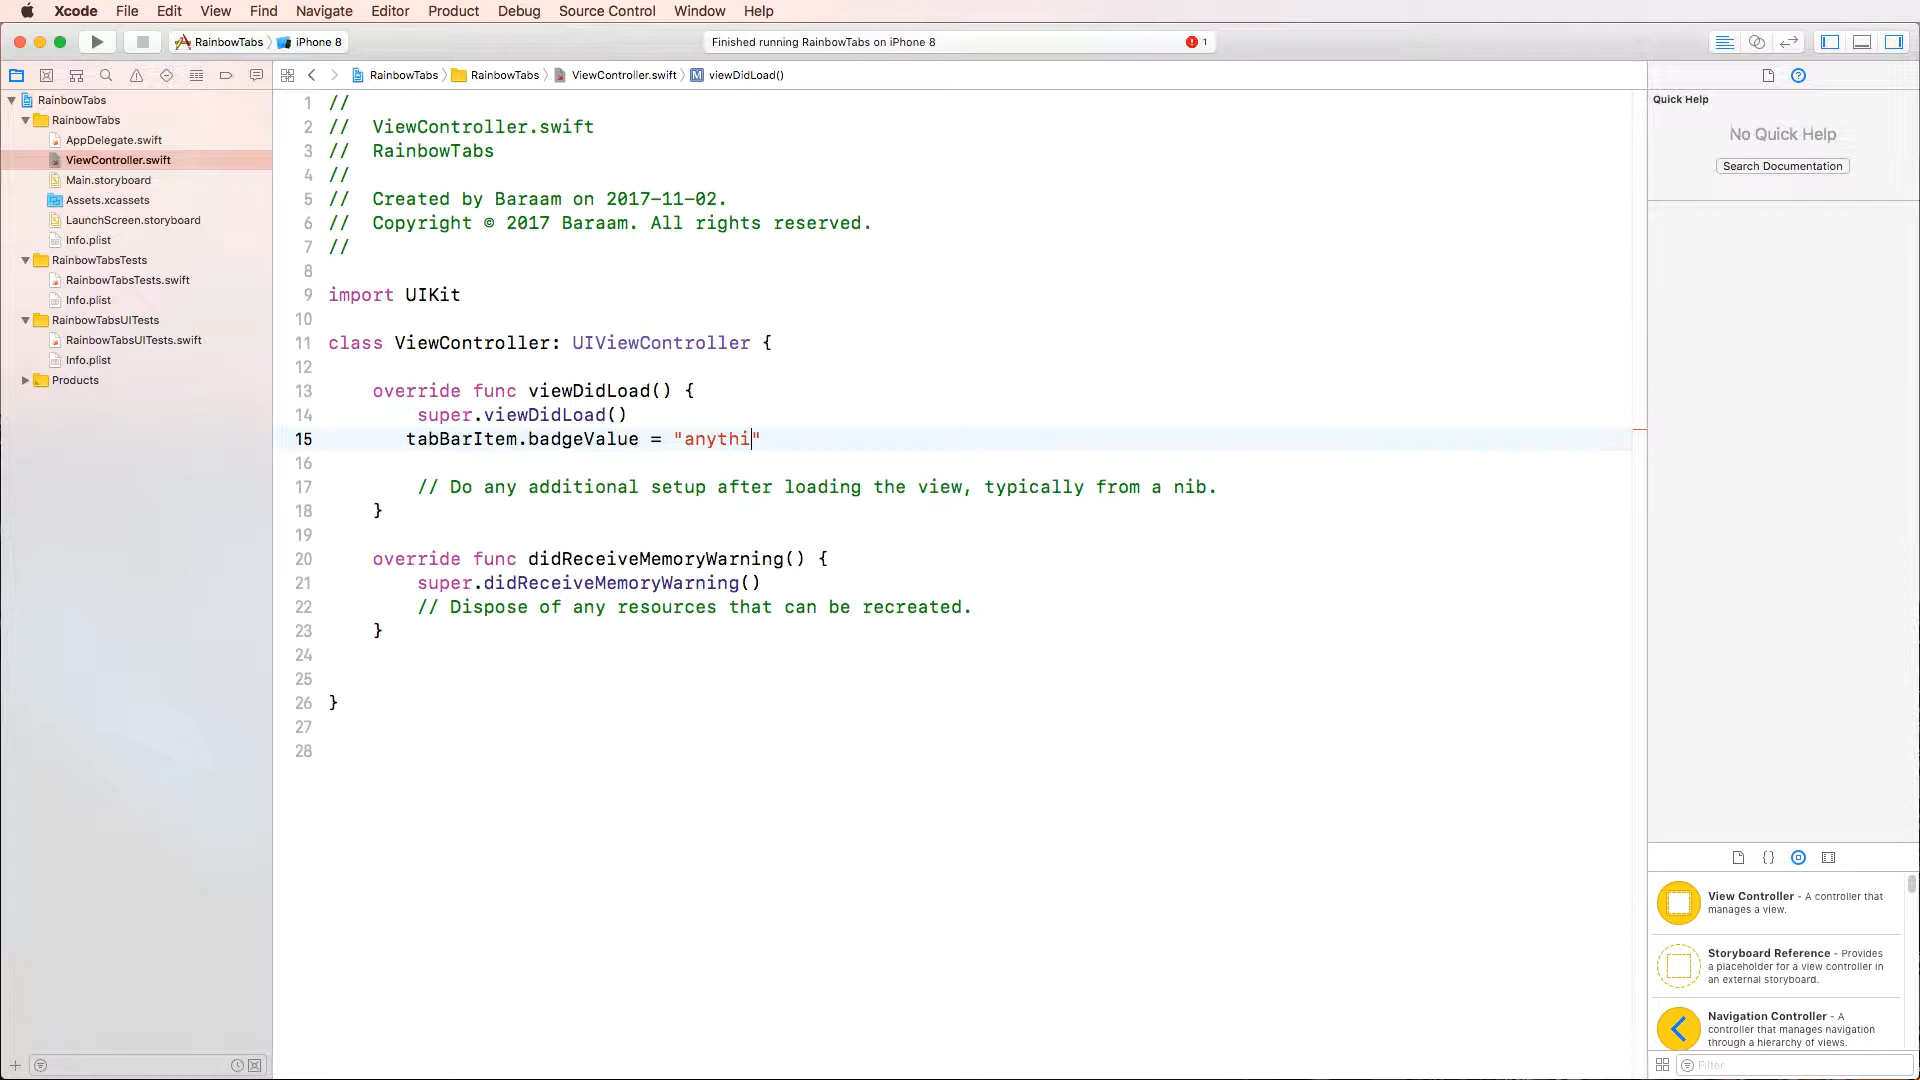 Xcode File Edit View Find Navigate Editor Product Debug Source Control Window Help
RainbowTabs iPhone 8 Finished running RainbowTabs on iPhone 8 1
RainbowTabs RainbowTabs ViewController.swift M viewDidLoad()
RainbowTabs
RainbowTabs
AppDelegate.swift
ViewController.swift
Main.storyboard
Assets.xcassets
LaunchScreen.storyboard
Info.plist
RainbowTabsTests
RainbowTabsTests.swift
Info.plist
RainbowTabsUITests
RainbowTabsUITests.swift
Info.plist
Products
1 //
2 //  ViewController.swift
3 //  RainbowTabs
4 //
5 //  Created by Baraam on 2017-11-02.
6 //  Copyright © 2017 Baraam. All rights reserved.
7 //
8
9 import UIKit
10
11 class ViewController: UIViewController {
12
13     override func viewDidLoad() {
14         super.viewDidLoad()
15        tabBarItem.badgeValue = "anythi"
16
17         // Do any additional setup after loading the view, typically from a nib.
18     }
19
20     override func didReceiveMemoryWarning() {
21         super.didReceiveMemoryWarning()
22         // Dispose of any resources that can be recreated.
23     }
24
25
26 }
27
28
Quick Help
No Quick Help
Search Documentation
{}
View Controller - A controller that
manages a view.
Storyboard Reference - Provides
a placeholder for a view controller in
an external storyboard.
Navigation Controller - A
controller that manages navigation
through a hierarchy of views.
Filter